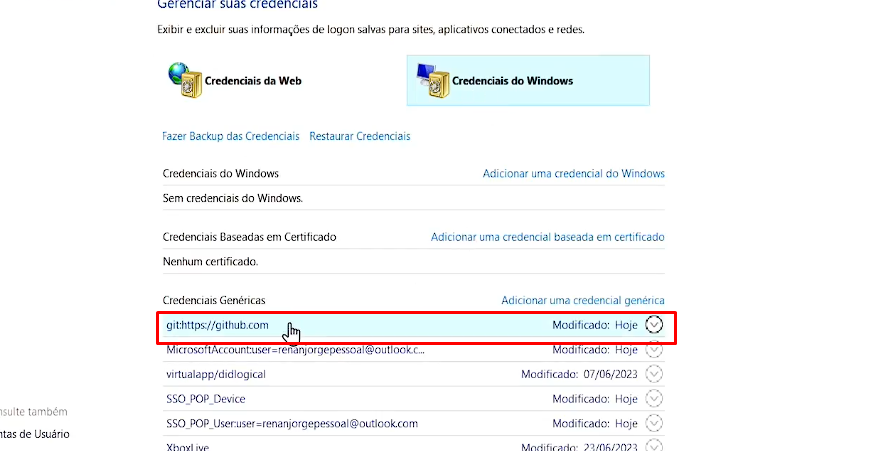 Gerenciar suas credenciais
Exibir e excluir suas informações de logon salvas para sites, aplicativos conectados e redes.
Credenciais da Web
Credenciais do Windows
Fazer Backup das Credenciais Restaurar Credenciais
Credenciais do Windows Adicionar uma credencial do Windows
Sem credenciais do Windows.
Credenciais Baseadas em Certificado Adicionar uma credencial baseada em certificado
Nenhum certificado.
Credenciais Genéricas Adicionar uma credencial genérica
git:https://github.com Modificado: Hoje
MicrosoftAccount:user=renanjorgepessoal@outlook.c... Modificado: Hoje
virtualapp/didlogical Modificado: 07/06/2023
SSO_POP_Device Modificado: Hoje
nsulte também
SSO_POP_User:user=renanjorgepessoal@outlook.com Modificado: Hoje
ntas de Usuário
XboxLive Modificado: 23/06/2023